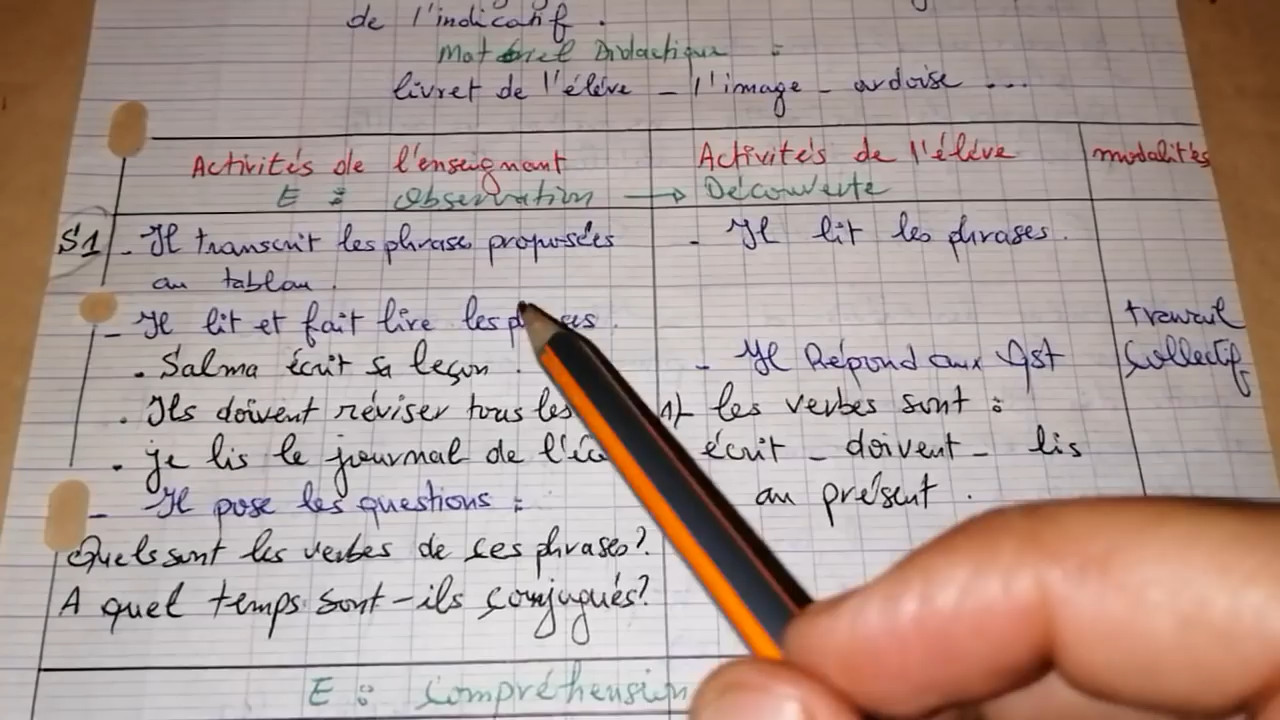 de l'indicatif.
Matériel Didactique :
livret de l'élève - l'image - ardoise ...
Activités de l'enseignant
Activités de l'élève
modalités
E : Observation → Découverte
S1
- Il transcrit les phrase proposées
au tableau.
- Il lit et fait lire les
. Salma écrit sa leçon.
. Ils doivent réviser tous les
. je lis le journal de
- Il pose les questions :
Quels sont les verbes de ces phrases?
A quel temps sont-ils conjugués?
- Il lit les phrases.
- Il Répond aux Qst
1) les verbes sont :
écrit - doivent - lis
au présent.
travail
Collectif
E : Compréhension